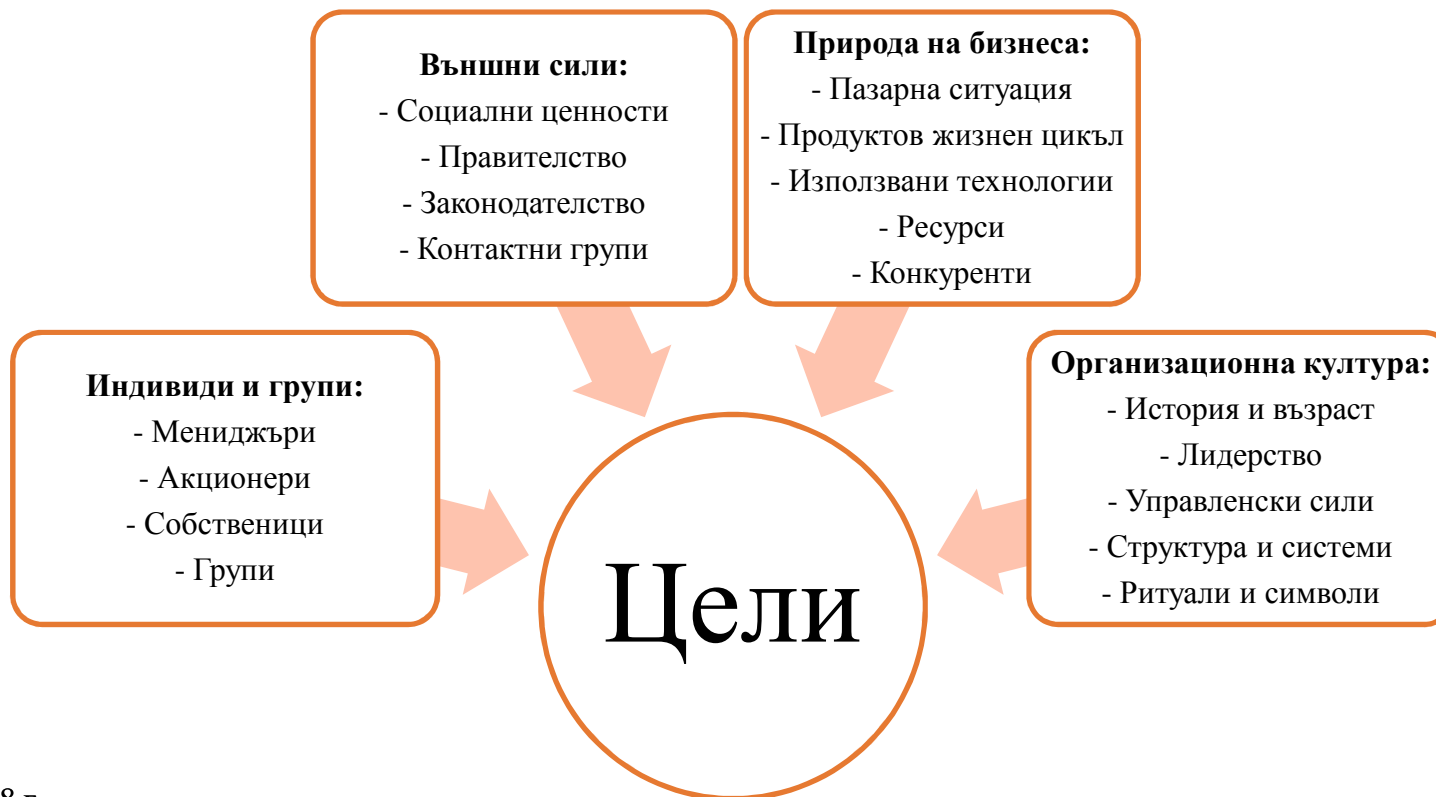 Външни сили:
- Социални ценности
- Правителство
- Законодателство
- Контактни групи
Природа на бизнеса:
- Пазарна ситуация
- Продуктов жизнен цикъл
- Използвани технологии
- Ресурси
- Конкуренти
Индивиди и групи:
- Мениджъри
- Акционери
- Собственици
- Групи
Организационна култура:
- История и възраст
- Лидерство
- Управленски сили
- Структура и системи
- Ритуали и символи
Цели